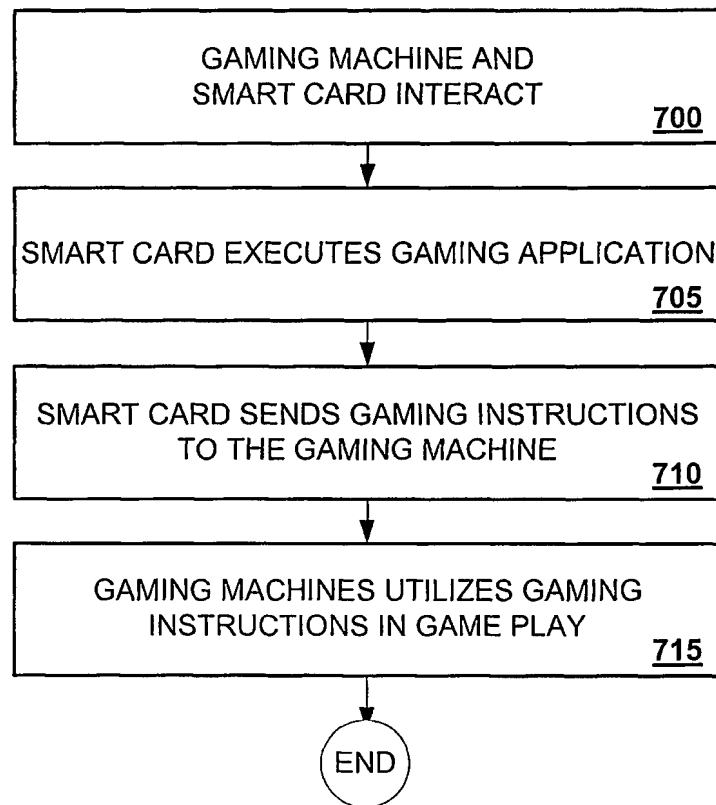 GAMING MACHINE AND
SMART CARD INTERACT
700
SMART CARD EXECUTES GAMING APPLICATION
705
SMART CARD SENDS GAMING INSTRUCTIONS
TO THE GAMING MACHINE
710
GAMING MACHINES UTILIZES GAMING
INSTRUCTIONS IN GAME PLAY
715
END